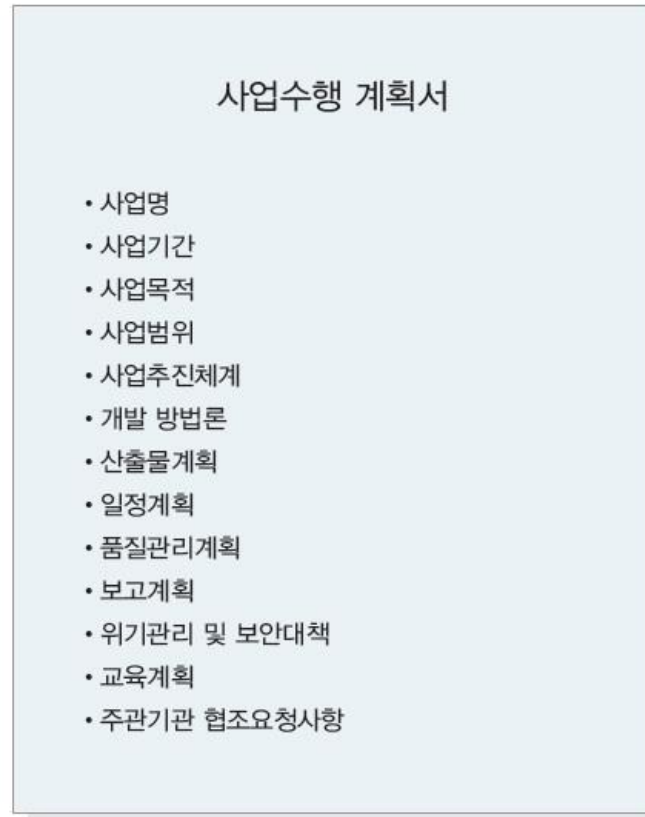 사업수행 계획서
• 사업명
• 사업기간
• 사업목적
• 사업범위
• 사업추진체계
• 개발 방법론
• 산출물계획
• 일정계획
• 품질관리계획
• 보고계획
• 위기관리 및 보안대책
• 교육계획
• 주관기관 협조요청사항